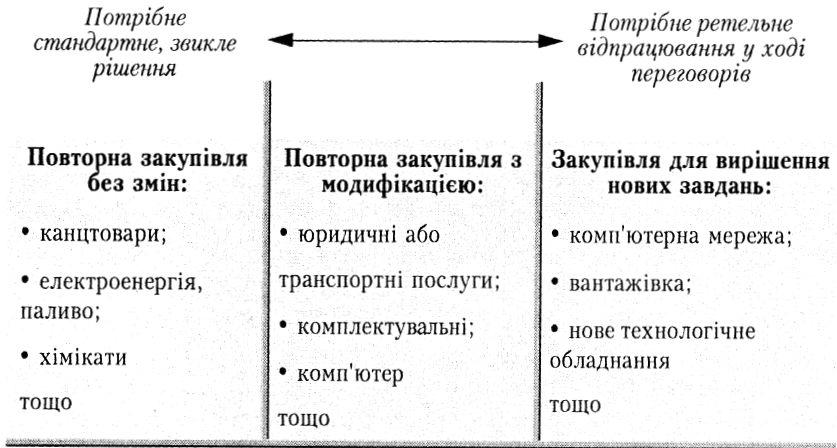 Потрібне
стандартне, звикле
рішення
Потрібне ретельне
відпрацювання у ході
переговорів
Повторна закупівля
без змін:
• канцтовари;
• електроенергія,
паливо;
• хімікати
тощо
Повторна закупівля з
модифікацією:
• юридичні або
транспортні послуги;
• комплектувальні;
• комп'ютер
тощо
Закупівля для вирішення
нових завдань:
• комп'ютерна мережа;
• вантажівка;
• нове технологічне
обладнання
тощо